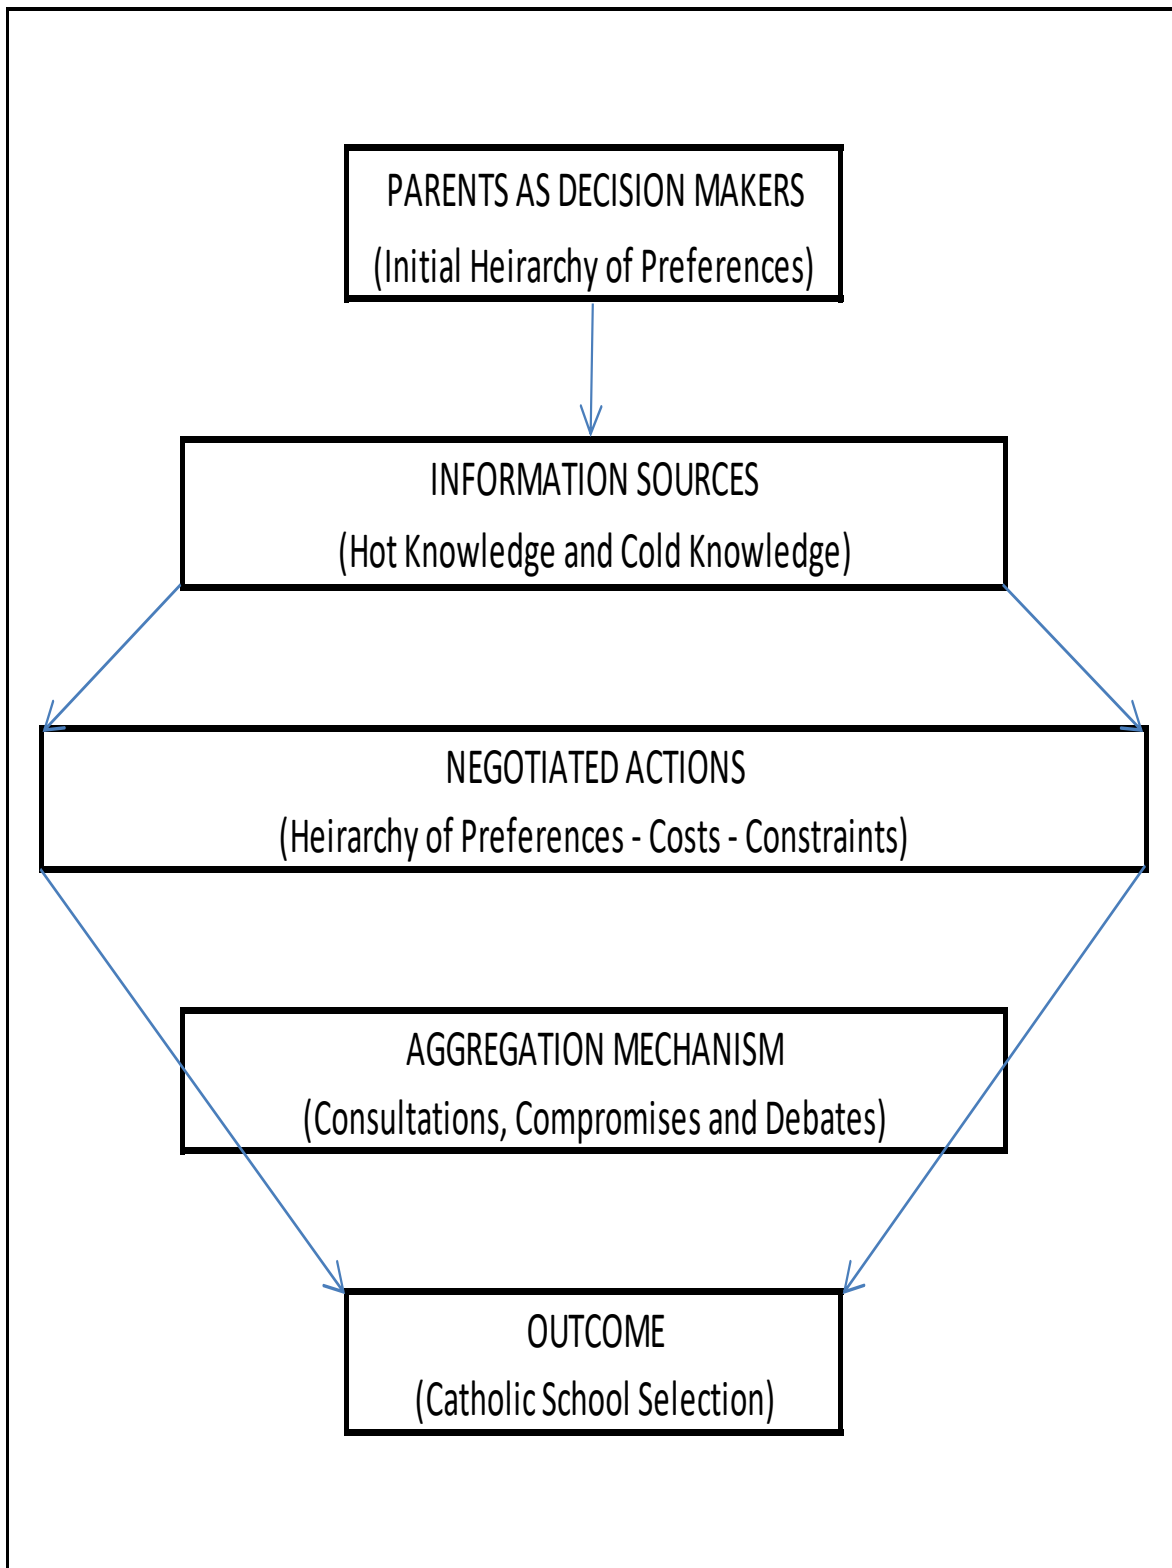 PARENTS AS DECISION MAKERS
(Initial Heirarchy of Preferences)
INFORMATION SOURCES
(Hot Knowledge and Cold Knowledge)
NEGOTIATED ACTIONS
(Heirarchy of Preferences - Costs - Constraints)
AGGREGATION MECHANISM
(Consultations, Compromises and Debates)
OUTCOME
(Catholic School Selection)